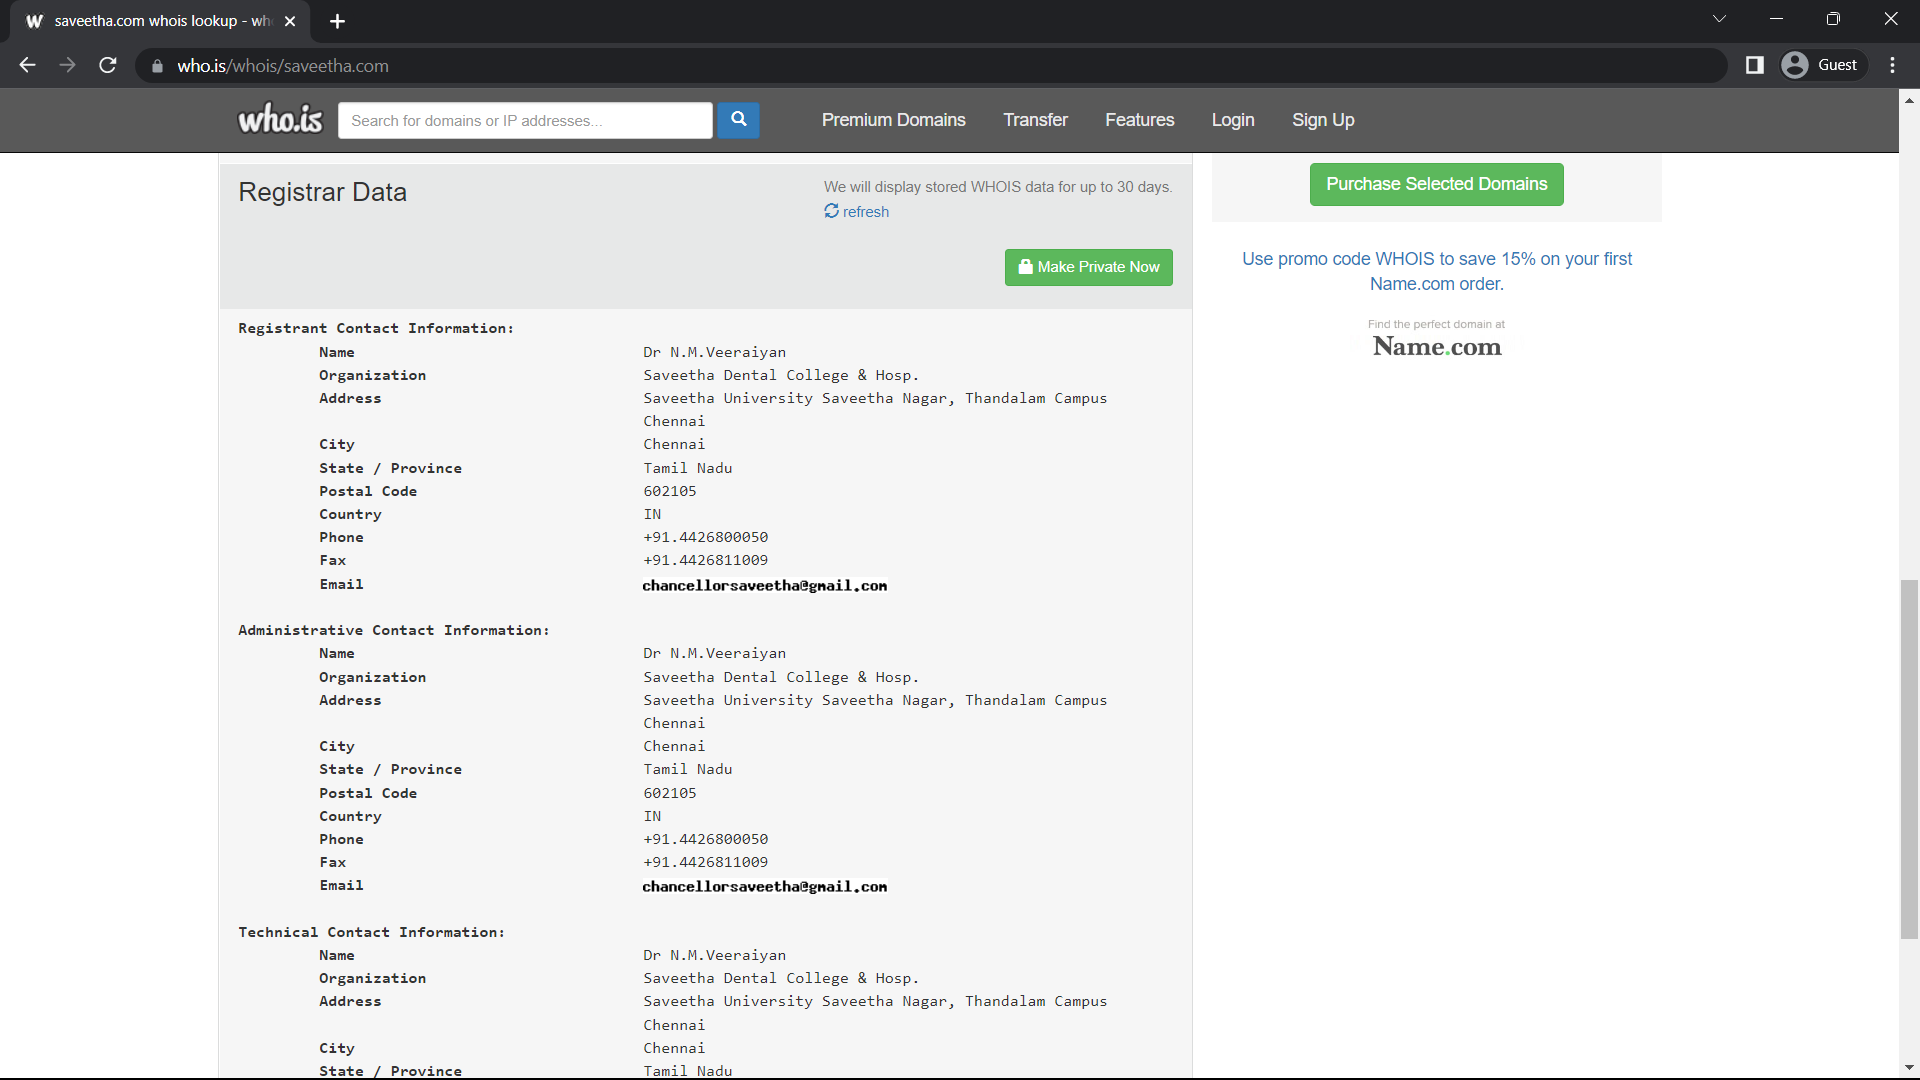 saveetha.com whois lookup - wh
who.is/whois/saveetha.com
Guest
who.is
Search for domains or IP addresses...
Premium Domains
Transfer
Features
Login
Sign Up
Registrar Data
We will display stored WHOIS data for up to 30 days.
refresh
Make Private Now
Registrant Contact Information:
Name Dr N.M.Veeraiyan
Organization Saveetha Dental College & Hosp.
Address Saveetha University Saveetha Nagar, Thandalam Campus
Chennai
City Chennai
State / Province Tamil Nadu
Postal Code 602105
Country IN
Phone +91.4426800050
Fax +91.4426811009
Email chancellorsaveetha@gmail.com
Administrative Contact Information:
Name Dr N.M.Veeraiyan
Organization Saveetha Dental College & Hosp.
Address Saveetha University Saveetha Nagar, Thandalam Campus
Chennai
City Chennai
State / Province Tamil Nadu
Postal Code 602105
Country IN
Phone +91.4426800050
Fax +91.4426811009
Email chancellorsaveetha@gmail.com
Technical Contact Information:
Name Dr N.M.Veeraiyan
Organization Saveetha Dental College & Hosp.
Address Saveetha University Saveetha Nagar, Thandalam Campus
Chennai
City Chennai
State / Province Tamil Nadu
Purchase Selected Domains
Use promo code WHOIS to save 15% on your first
Name.com order.
Find the perfect domain at
Name.com